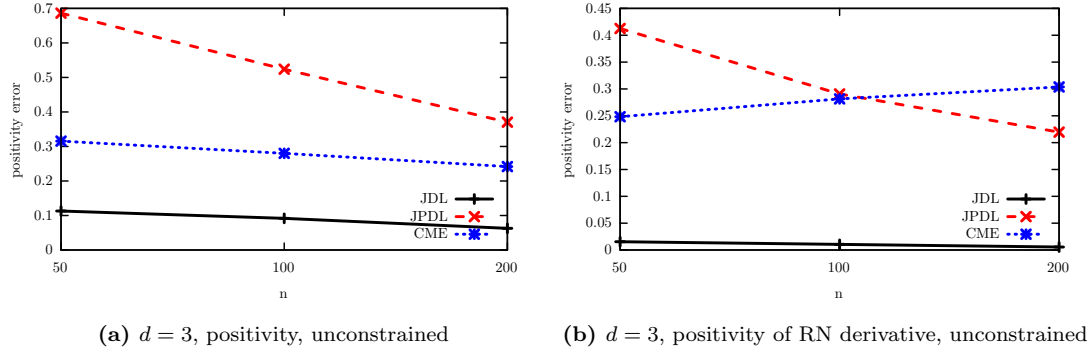 0.7
0.6
0.5
0.4
0.3
0.2
0.1
0
positivity error
JDL
JPDL
CME
50
100
200
n
(a) d = 3, positivity, unconstrained
0.45
0.4
0.35
0.3
0.25
0.2
0.15
0.1
0.05
0
positivity error
JDL
JPDL
CME
50
100
200
n
(b) d = 3, positivity of RN derivative, unconstrained